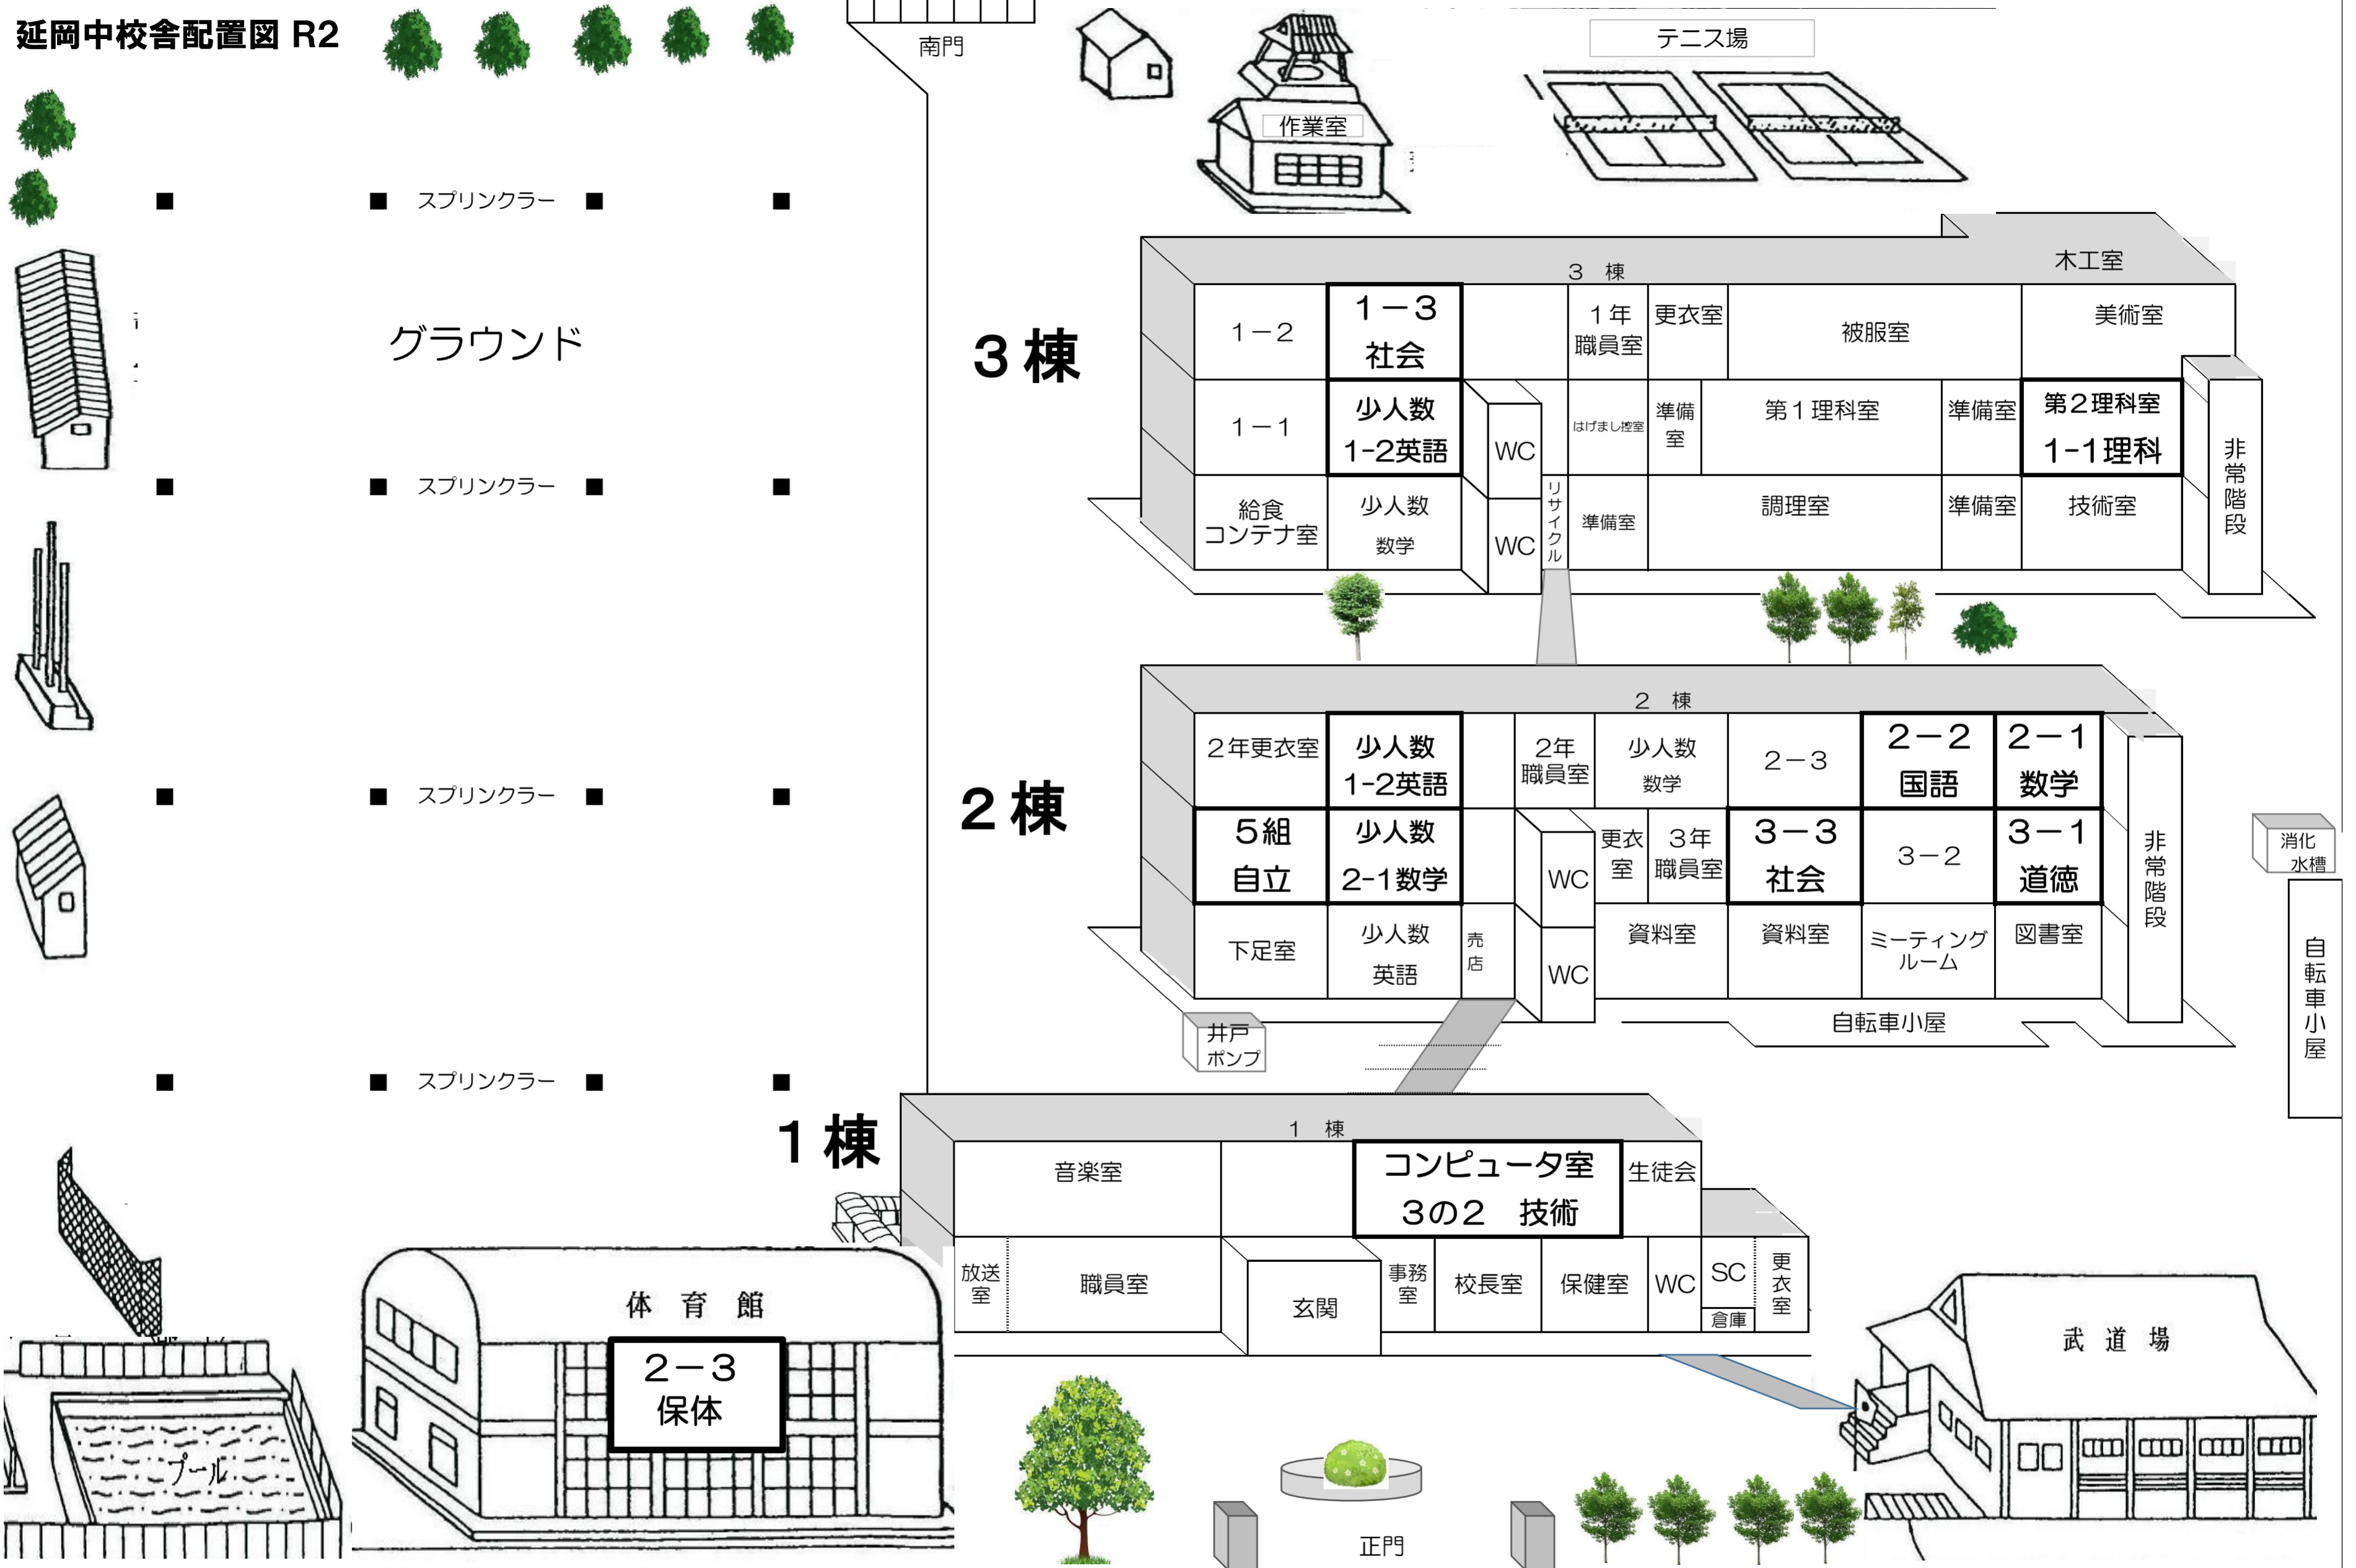 延岡中校舎配置図 R2
南門
テニス場
作業室
スプリンクラー
グラウンド
スプリンクラー
スプリンクラー
スプリンクラー
3棟
3 棟
木工室
1－2
1－3
社会
1年
職員室
更衣室
被服室
美術室
1－1
少人数
1-2英語
WC
はげまし控室
準備
室
第1理科室
準備室
第2理科室
1-1理科
非常階段
給食
コンテナ室
少人数
数学
WC
リサイクル
準備室
調理室
準備室
技術室
2棟
2 棟
2年更衣室
少人数
1-2英語
2年
職員室
少人数
数学
2－3
2－2
国語
2－1
数学
5組
自立
少人数
2-1数学
WC
更衣
室
3年
職員室
3－3
社会
3－2
3－1
道徳
非常階段
下足室
少人数
英語
売
店
WC
資料室
資料室
ミーティング
ルーム
図書室
消化
水槽
自転車小屋
井戸
ポンプ
自転車小屋
1棟
1 棟
音楽室
コンピュータ室
3の2 技術
生徒会
放送
室
職員室
玄関
事務
室
校長室
保健室
WC
SC
倉庫
更衣室
体育館
2－3
保体
プール
武道場
正門